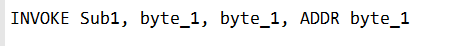 INVOKE Sub1, byte_1, byte_1, ADDR byte_1